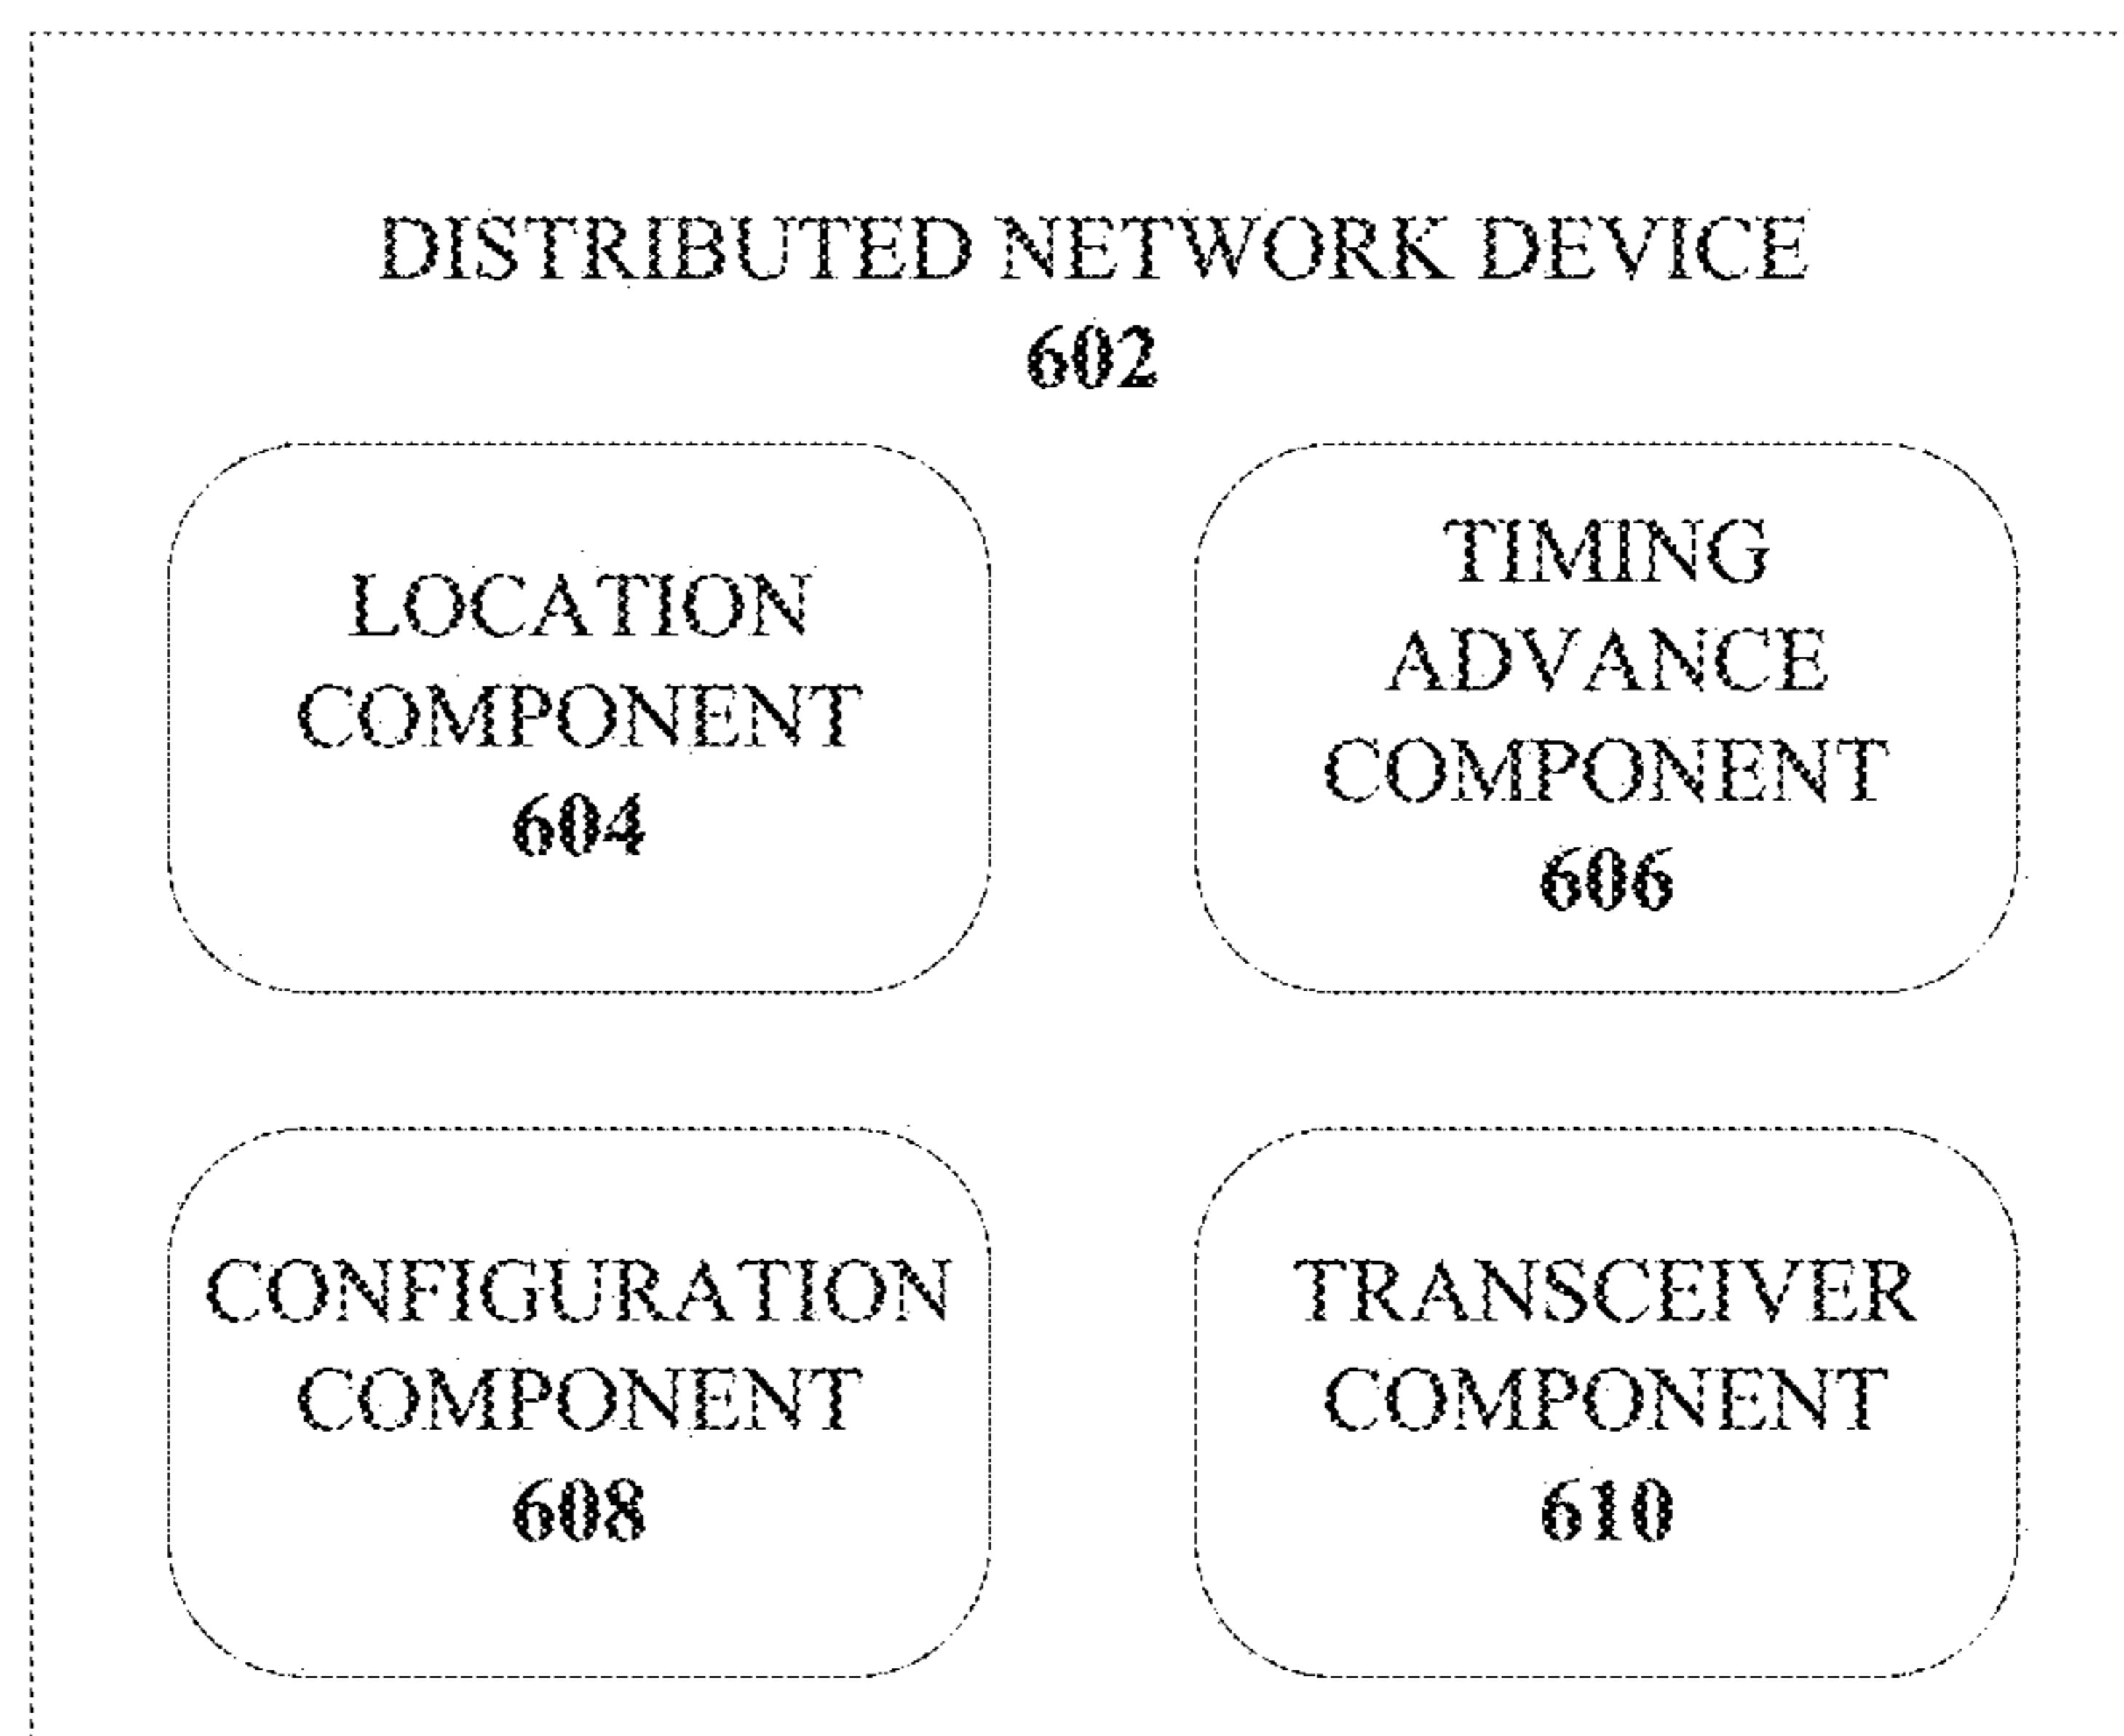 DISTRIBUTED NETWORK DEVICE
602
LOCATION
COMPONENT
604
TIMING
ADVANCE
COMPONENT
606
CONFIGURATION
COMPONENT
608
TRANSCEIVER
COMPONENT
610